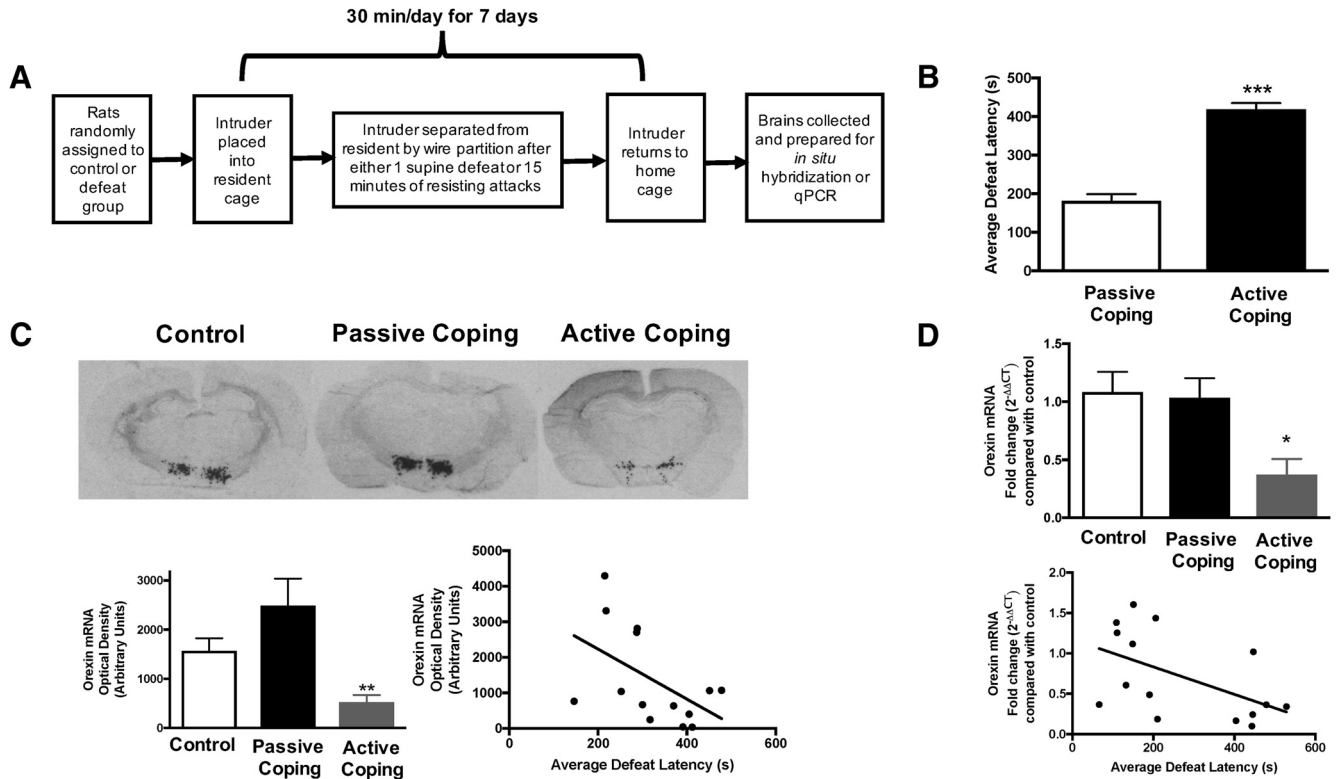 30 min/day for 7 days
A
Rats
randomly
assigned to
control or
defeat
group
Intruder
placed
into
resident
cage
Intruder separated from
resident by wire partition after
either 1 supine defeat or 15
minutes of resisting attacks
Intruder
returns to
home
cage
Brains collected
and prepared for
in situ
hybridization or
qPCR
B
Average Defeat Latency (s)
500
400
300
200
100
0
***
Passive
Coping
Active
Coping
C
Control
Passive Coping
Active Coping
Orexin mRNA
Optical Density
(Arbitrary Units)
3000
2000
1000
0
**
Control
Passive
Coping
Active
Coping
Orexin mRNA
Optical Density
(Arbitrary Units)
5000
4000
3000
2000
1000
0
0
200
400
600
Average Defeat Latency (s)
D
Orexin mRNA
Fold change (2-ΔΔCT)
compared with control
1.5
1.0
0.5
0.0
*
Control
Passive
Coping
Active
Coping
Orexin mRNA
Fold change (2-ΔΔCT)
compared with control
2.0
1.5
1.0
0.5
0.0
0
200
400
600
Average Defeat Latency (s)